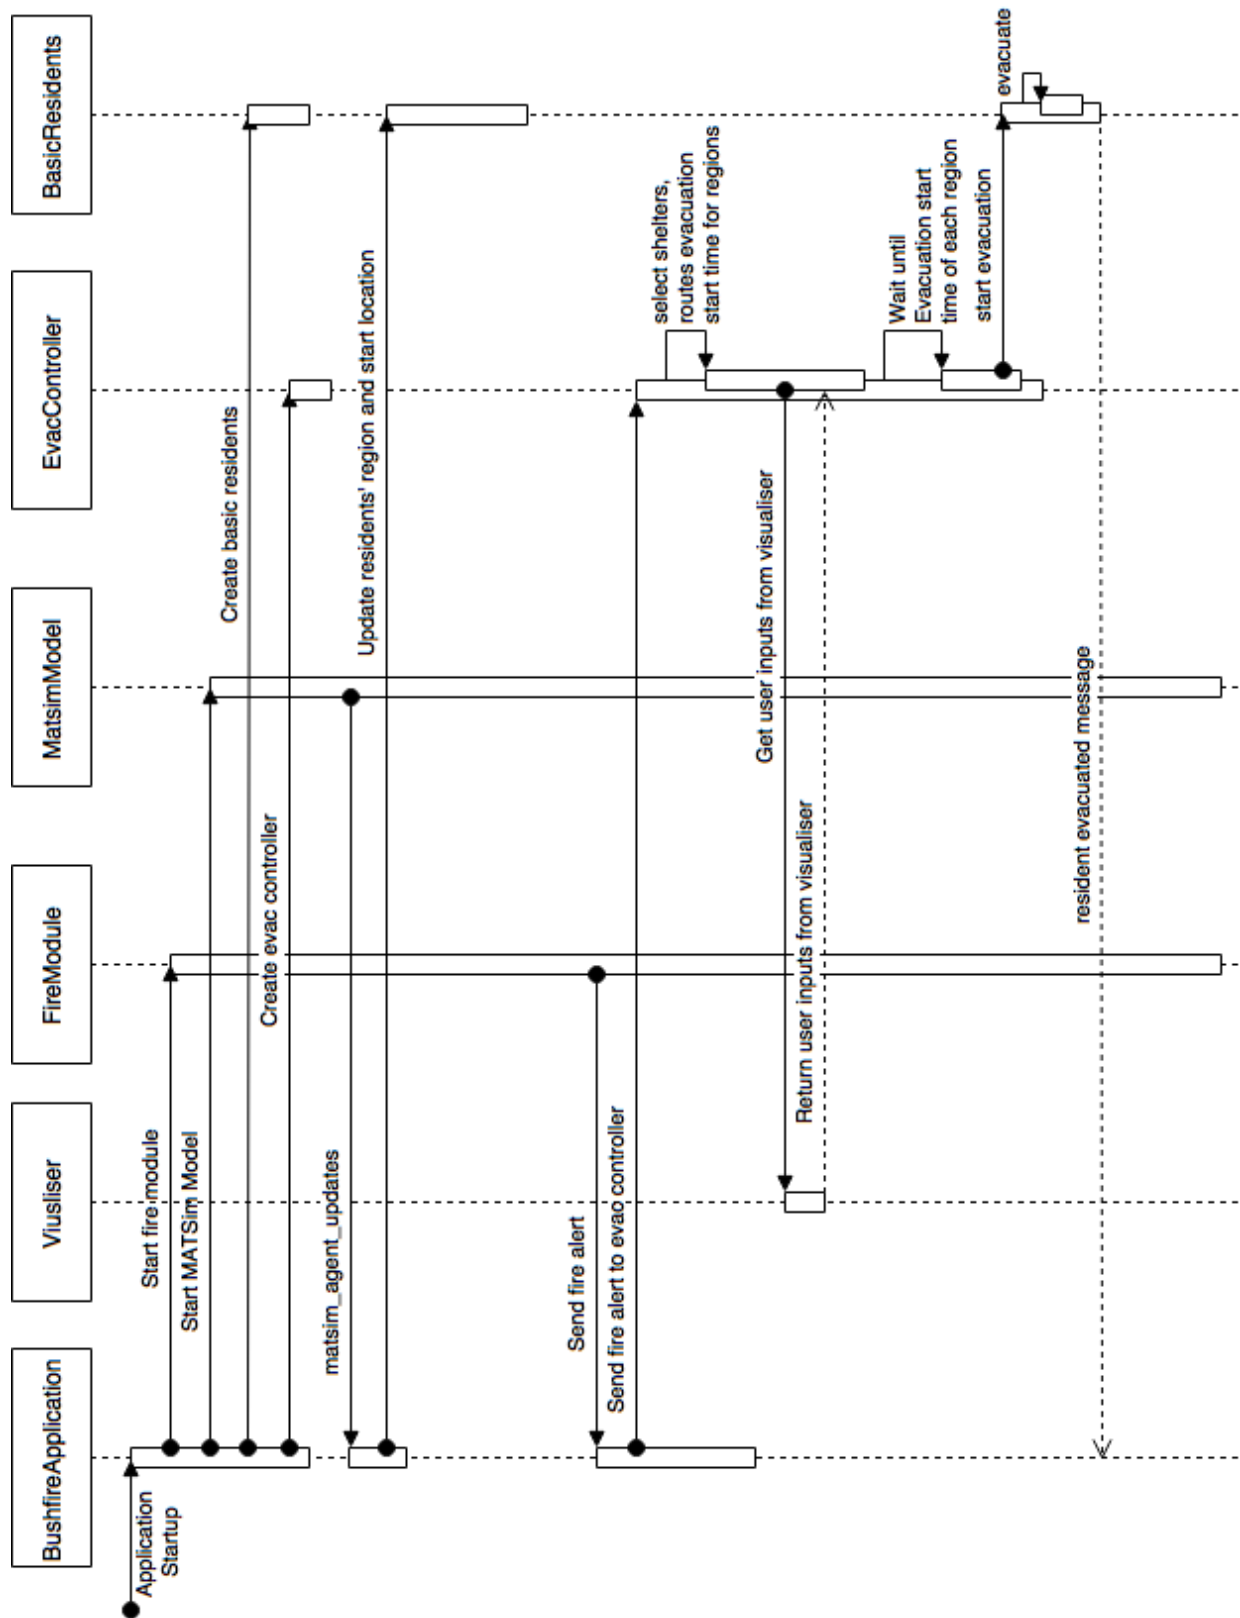 BushfireApplication
Viusliser
FireModule
MatsimModel
EvacController
BasicResidents
Application
Startup
Start fire module
Start MATSim Model
Create basic residents
Create evac controller
matsim_agent_updates
Update residents' region and start location
Send fire alert
Send fire alert to evac controller
select shelters,
routes evacuation
start time for regions
Get user inputs from visualiser
Return user inputs from visualiser
Wait until
Evacuation start
time of each region
start evacuation
evacuate
resident evacuated message